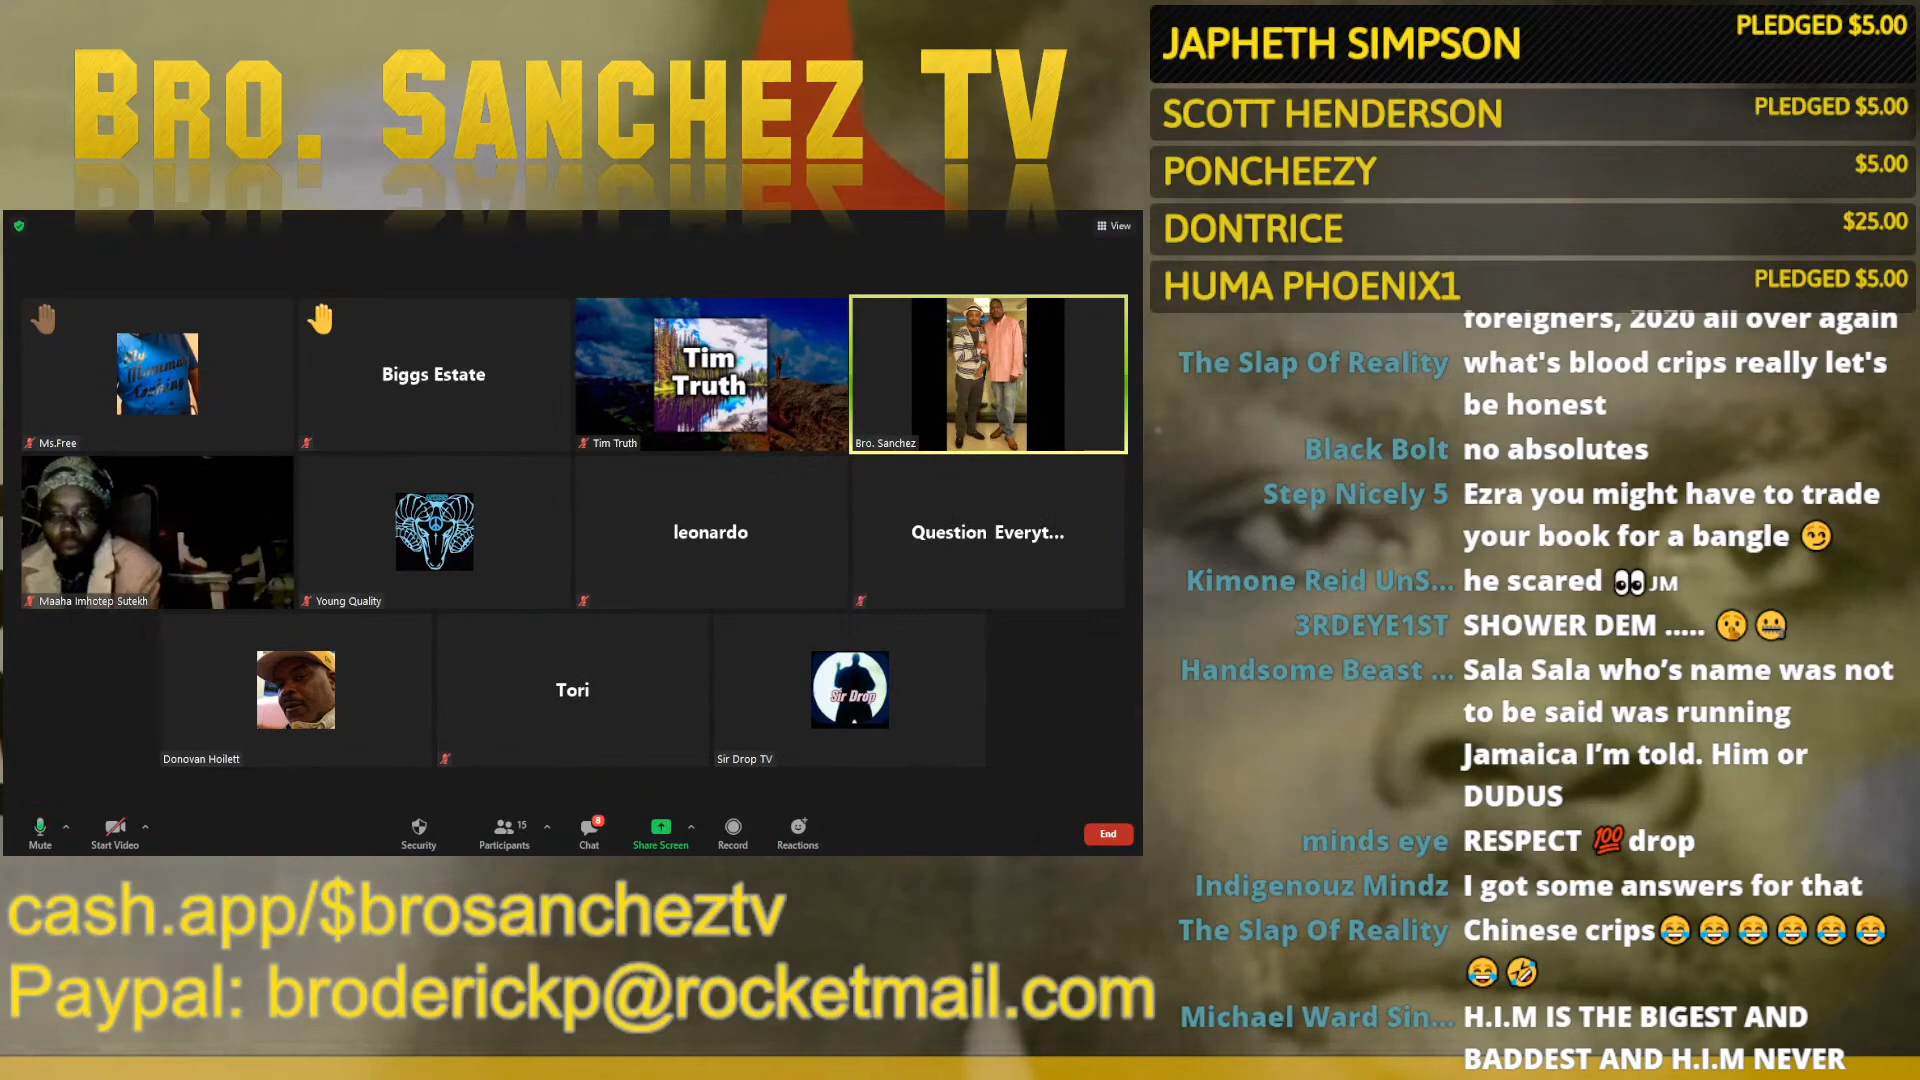 BRO. SANCHEZ TV
View
Ms.Free
Biggs Estate
Tim
Truth
Tim Truth
Bro. Sanchez
Maaha Imhotep Sutekh
Young Quality
leonardo
Question Everyt...
Donovan Hoilett
Tori
Sir Drop
Sir Drop TV
Mute
Start Video
Security
15
Participants
8
Chat
Share Screen
Record
Reactions
End
cash.app/$brosancheztv
Paypal: broderickp@rocketmail.com
JAPHETH SIMPSON PLEDGED $5.00
SCOTT HENDERSON PLEDGED $5.00
PONCHEEZY $5.00
DONTRICE $25.00
HUMA PHOENIX1 PLEDGED $5.00
foreigners, 2020 all over again
The Slap Of Reality what's blood crips really let's
be honest
Black Bolt no absolutes
Step Nicely 5 Ezra you might have to trade
your book for a bangle 😏
Kimone Reid UnS... he scared 👀JM
3RDEYE1ST SHOWER DEM ..... 🤫🤐
Handsome Beast ... Sala Sala who’s name was not
to be said was running
Jamaica I’m told. Him or
DUDUS
minds eye RESPECT 💯drop
Indigenouz Mindz I got some answers for that
The Slap Of Reality Chinese crips😂😂😂😂😂😂
😂🤣
Michael Ward Sin... H.I.M IS THE BIGEST AND
BADDEST AND H.I.M NEVER